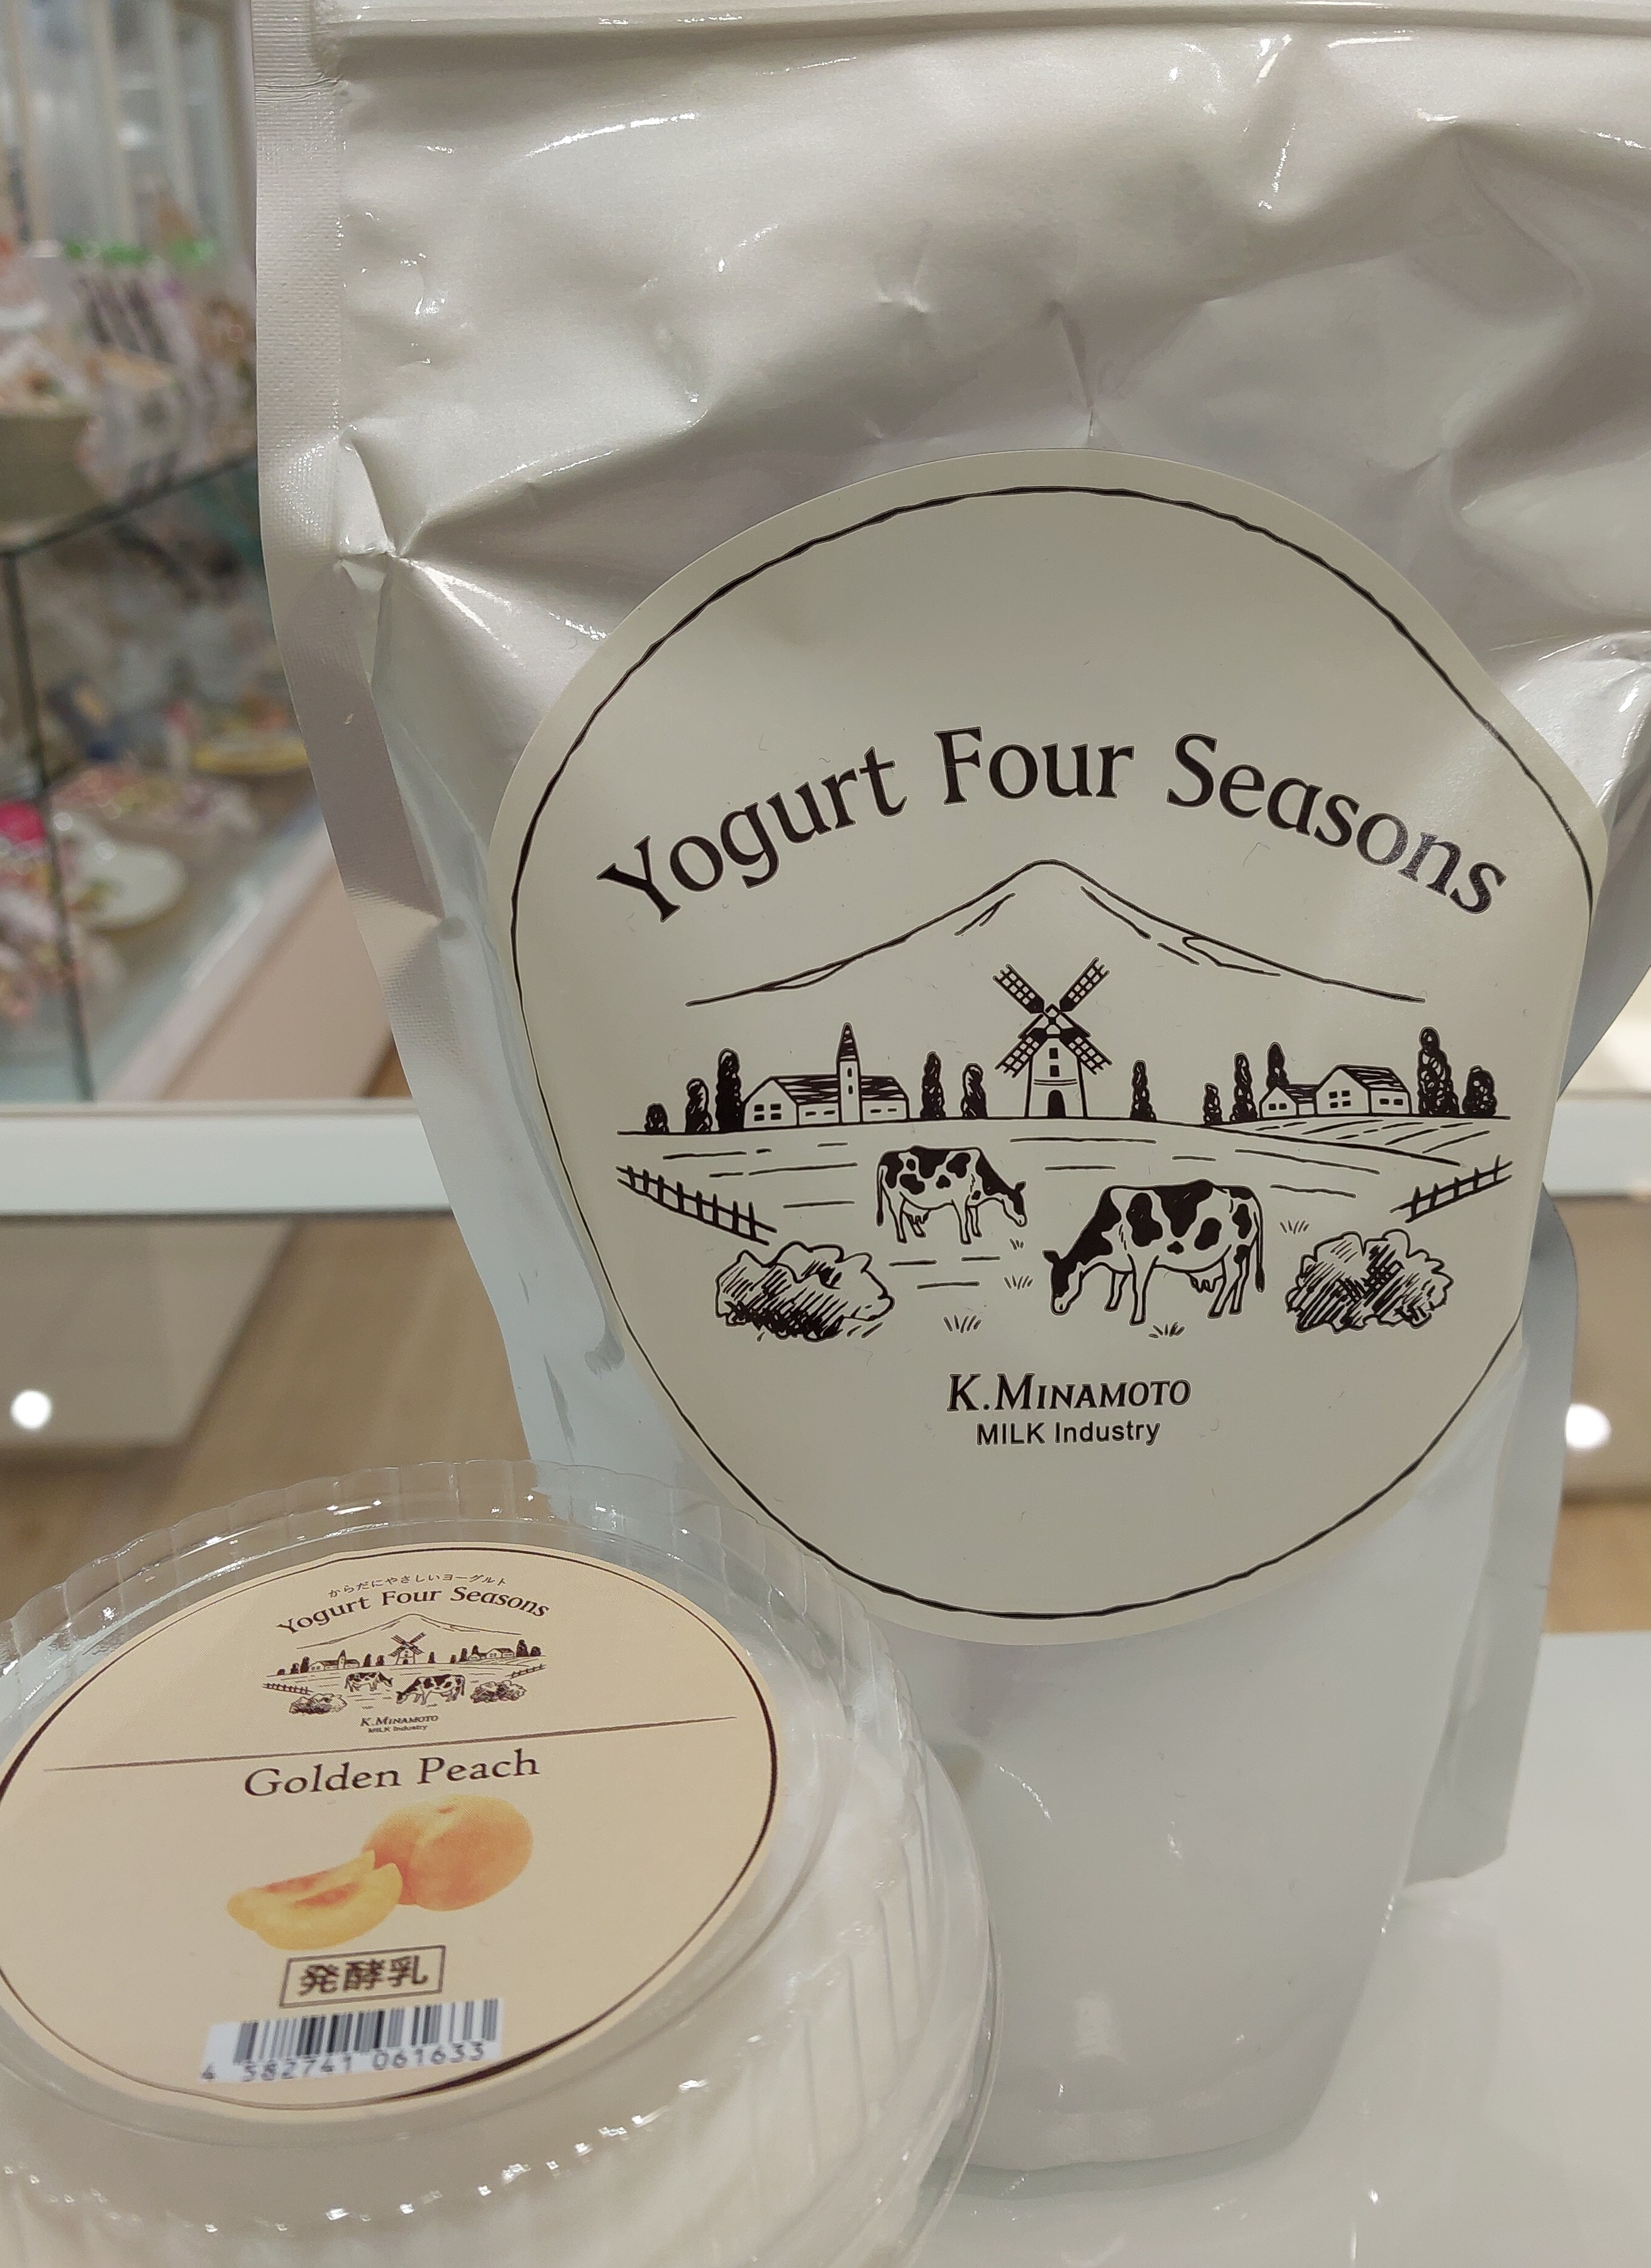 Yogurt Four Seasons
K.MINAMOTO
MILK Industry
からだにやさしいヨーグルト
Yogurt Four Seasons
K.MINAMOTO
MILK Industry
Golden Peach
発酵乳
4 582741 061633